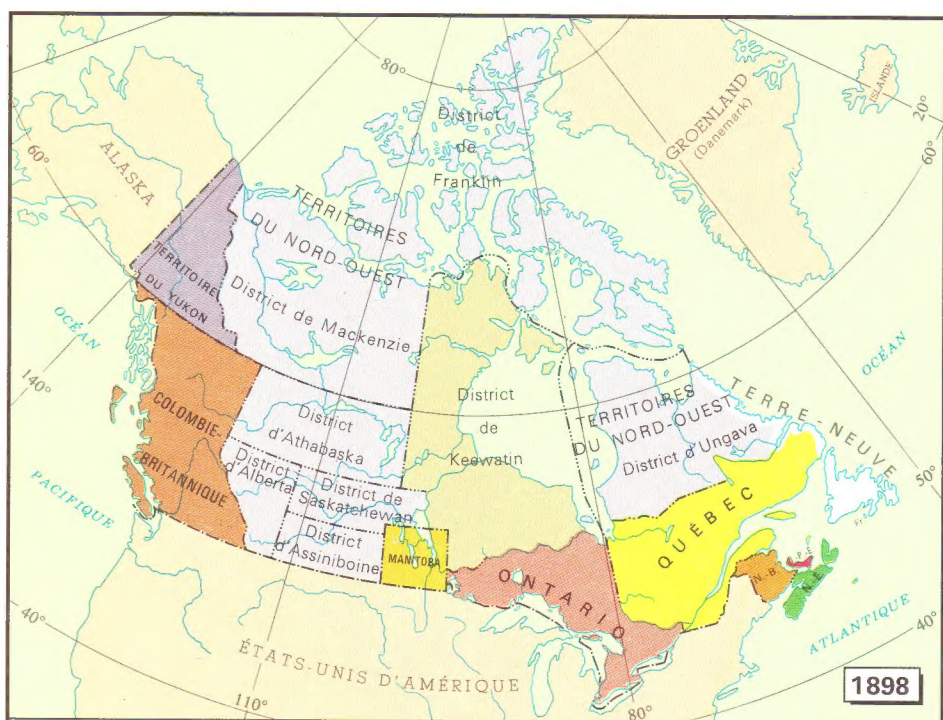 80°
20°
60°
60°
ALASKA
District
de
Franklin
GROENLAND
(Danemark)
ISLANDE
TERRITOIRES
DU NORD-OUEST
District de Mackenzie
TERRITOIRE
DU YUKON
OCÉAN
PACIFIQUE
140°
COLOMBIE-
BRITANNIQUE
District
d'Athabaska
District
d'Alberta
District de
Saskatchewan
District
d'Assiniboine
MANITOBA
District
de
Keewatin
TERRITOIRES
DU NORD-OUEST
District d'Ungava
TERRE-NEUVE
OCÉAN
ATLANTIQUE
50°
QUÉBEC
ONTARIO
N.-B.
Î.-P.-É.
N.-É.
40°
40°
ÉTATS-UNIS D'AMÉRIQUE
110°
80°
1898